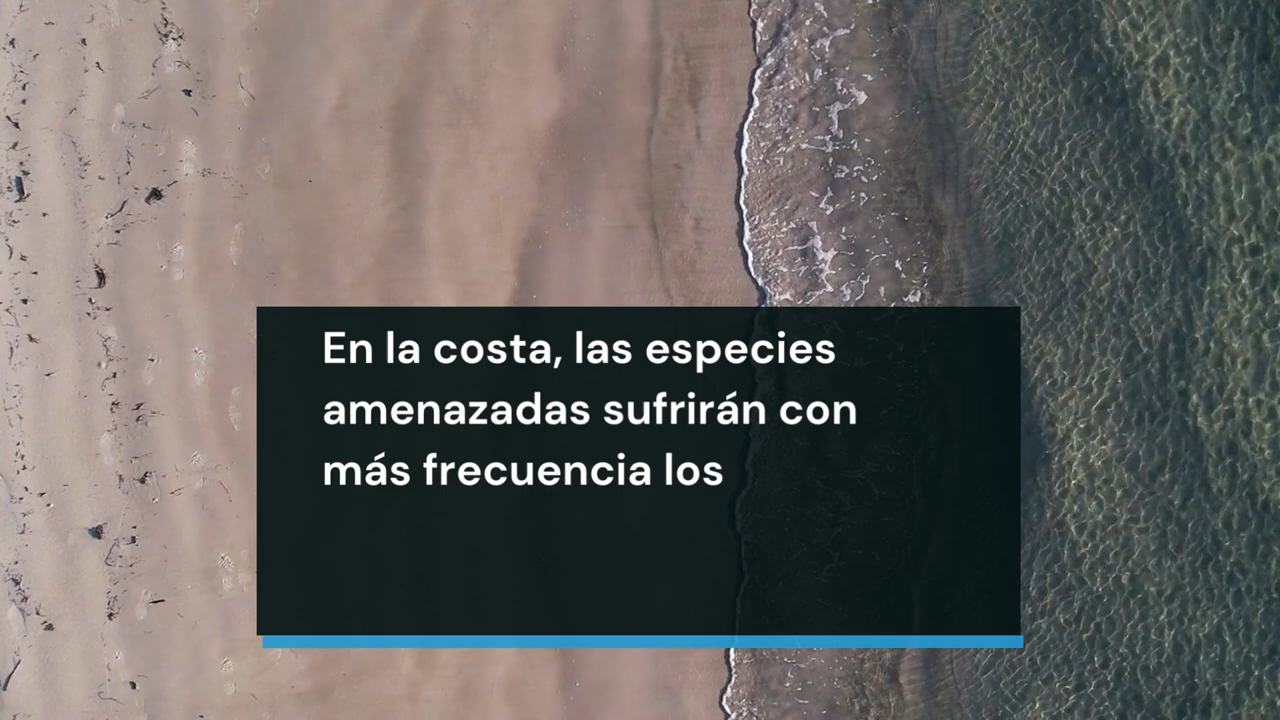 En la costa, las especies
amenazadas sufrirán con
más frecuencia los